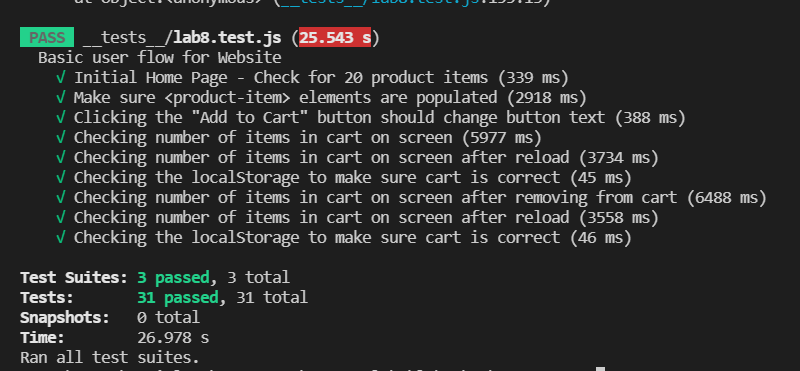 at Object.<anonymous> (__tests__/lab8.test.js:195:15)
PASS __tests__/lab8.test.js (25.543 s)
Basic user flow for Website
√ Initial Home Page - Check for 20 product items (339 ms)
√ Make sure <product-item> elements are populated (2918 ms)
√ Clicking the "Add to Cart" button should change button text (388 ms)
√ Checking number of items in cart on screen (5977 ms)
√ Checking number of items in cart on screen after reload (3734 ms)
√ Checking the localStorage to make sure cart is correct (45 ms)
√ Checking number of items in cart on screen after removing from cart (6488 ms)
√ Checking number of items in cart on screen after reload (3558 ms)
√ Checking the localStorage to make sure cart is correct (46 ms)
Test Suites: 3 passed, 3 total
Tests: 31 passed, 31 total
Snapshots: 0 total
Time: 26.978 s
Ran all test suites.